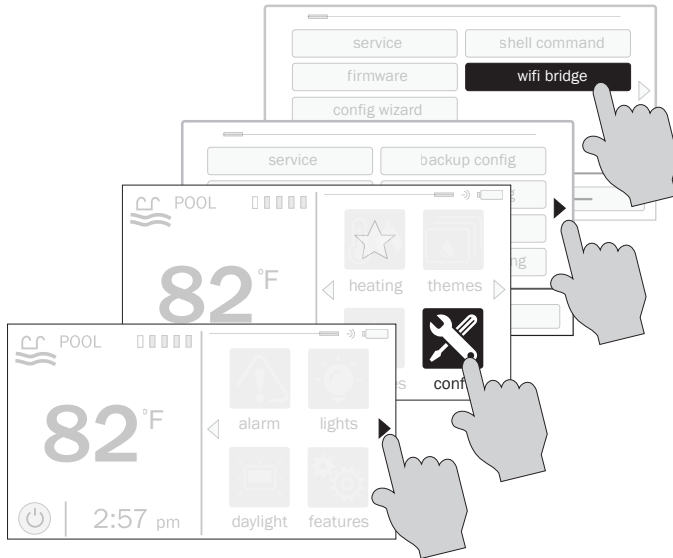 service shell command
firmware wifi bridge
config wizard
service backup config
POOL
82°F
heating themes
POOL
82°F
alarm lights
2:57 pm
daylight features